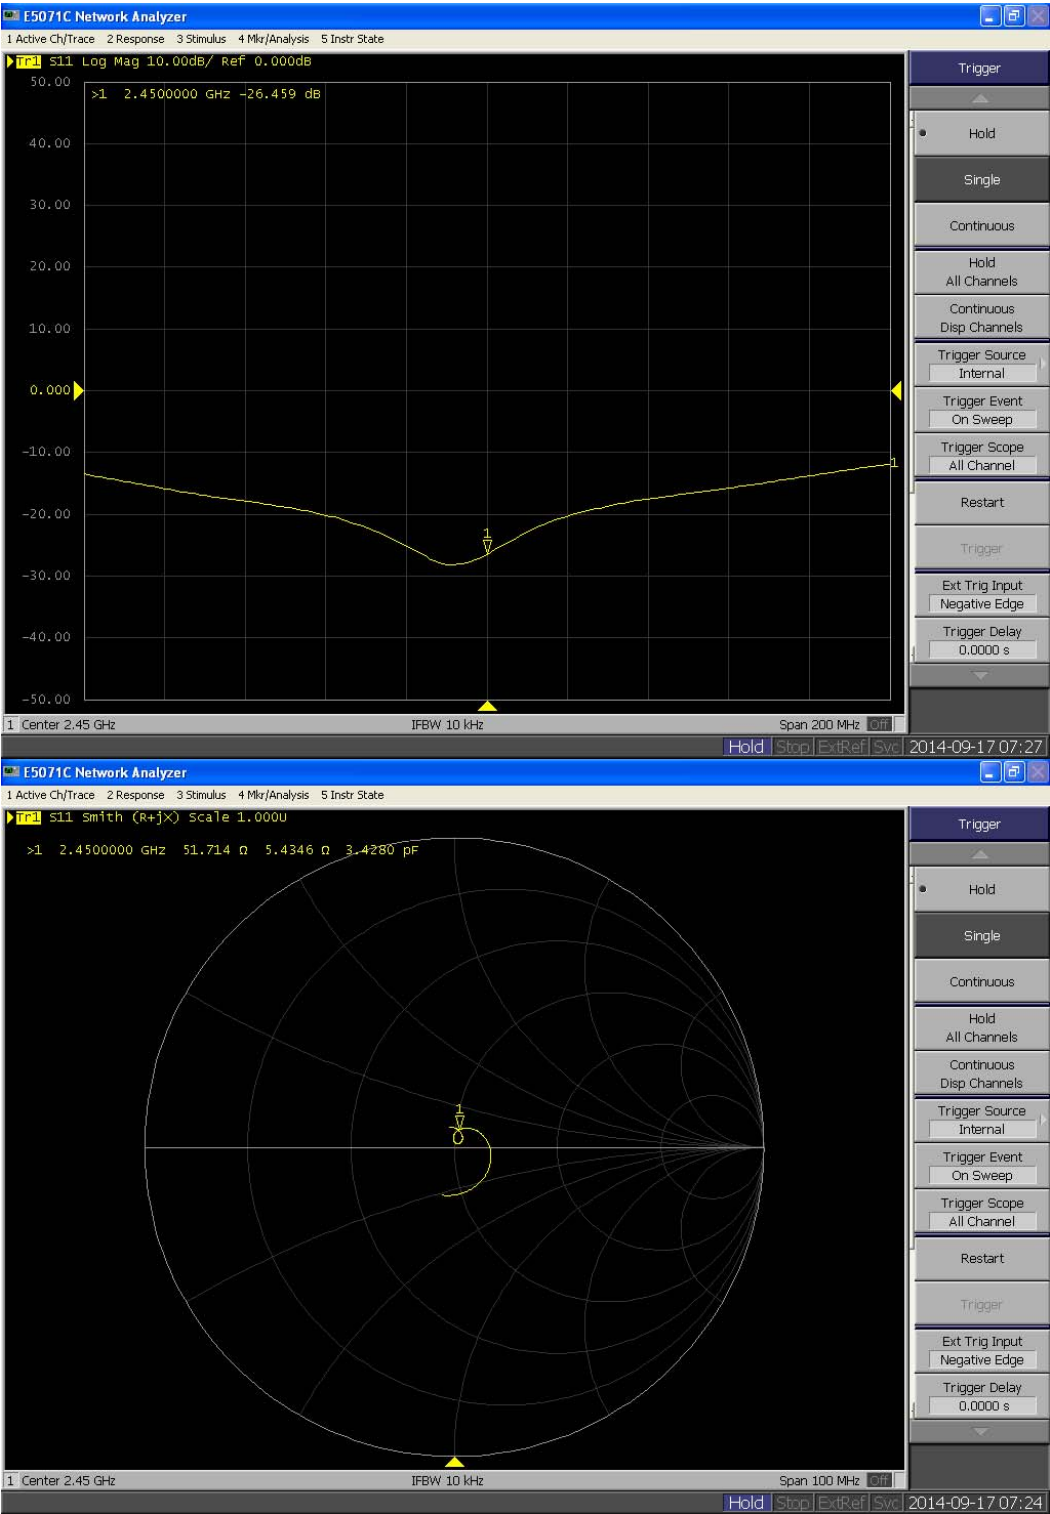 E5071C Network Analyzer
1 Active Ch/Trace 2 Response 3 Stimulus 4 Mkr/Analysis 5 Instr State
Tr1 S11 Log Mag 10.00dB/ Ref 0.000dB
50.00
>1 2.4500000 GHz -26.459 dB
40.00
30.00
20.00
10.00
0.000
-10.00
-20.00
-30.00
-40.00
-50.00
1
1
Trigger
Hold
Single
Continuous
Hold
All Channels
Continuous
Disp Channels
Trigger Source
Internal
Trigger Event
On Sweep
Trigger Scope
All Channel
Restart
Trigger
Ext Trig Input
Negative Edge
Trigger Delay
0.0000 s
1 Center 2.45 GHz IFBW 10 kHz Span 200 MHz Off
Hold Stop ExtRef Svc 2014-09-17 07:27
E5071C Network Analyzer
1 Active Ch/Trace 2 Response 3 Stimulus 4 Mkr/Analysis 5 Instr State
Tr1 S11 Smith (R+jX) Scale 1.000U
>1 2.4500000 GHz 51.714 Ω 5.4346 Ω 3.4280 pF
1
Trigger
Hold
Single
Continuous
Hold
All Channels
Continuous
Disp Channels
Trigger Source
Internal
Trigger Event
On Sweep
Trigger Scope
All Channel
Restart
Trigger
Ext Trig Input
Negative Edge
Trigger Delay
0.0000 s
1 Center 2.45 GHz IFBW 10 kHz Span 100 MHz Off
Hold Stop ExtRef Svc 2014-09-17 07:24